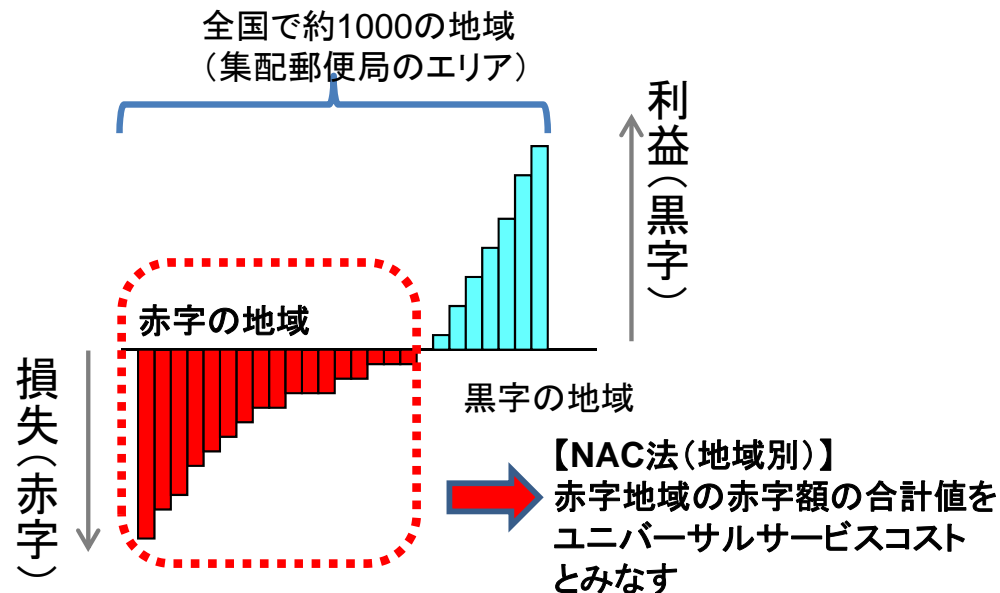 全国で約1000の地域
（集配郵便局のエリア）
利益（黒字）
赤字の地域
損失（赤字）
黒字の地域
【NAC法（地域別）】
赤字地域の赤字額の合計値を
ユニバーサルサービスコスト
とみなす